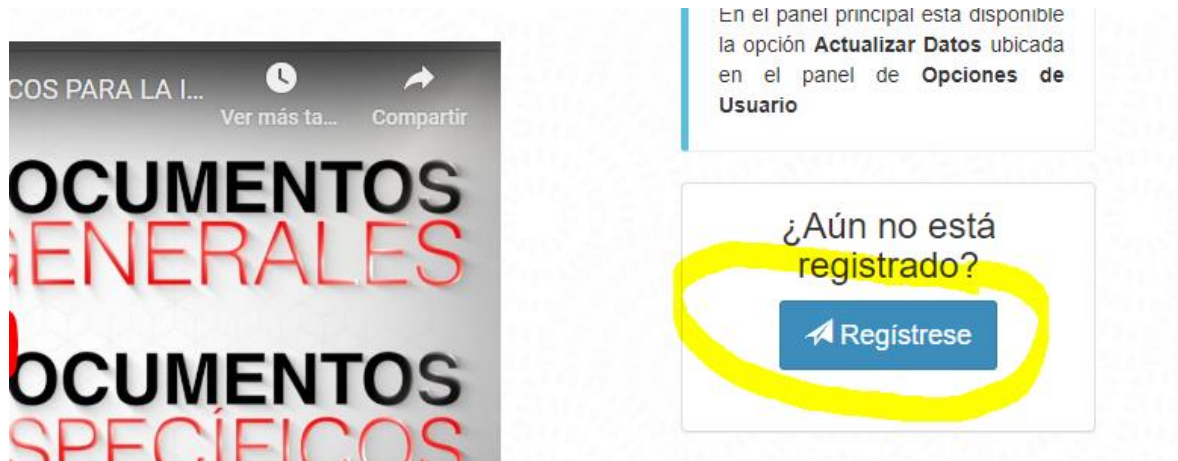 COS PARA LA I...
Ver más ta...
Compartir
OCUMENTOS
GENERALES
OCUMENTOS
SPECÍFICOS
En el panel principal está disponible
la opción Actualizar Datos ubicada
en el panel de Opciones de
Usuario
¿Aún no está
registrado?
Regístrese